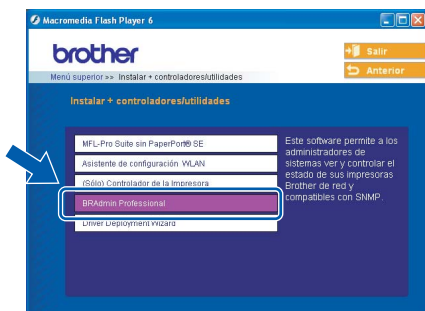 Macromedia Flash Player 6
brother
Salir
Anterior
Menú superior >> Instalar + controladores/utilidades
Instalar + controladores/utilidades
MFL-Pro Suite sin PaperPort® SE
Asistente de configuración WLAN
(Sólo) Controlador de la Impresora
BRAdmin Professional
Driver Deployment Wizard
Este software permite a los
administradores de
sistemas ver y controlar el
estado de sus impresoras
Brother de red y
compatibles con SNMP.